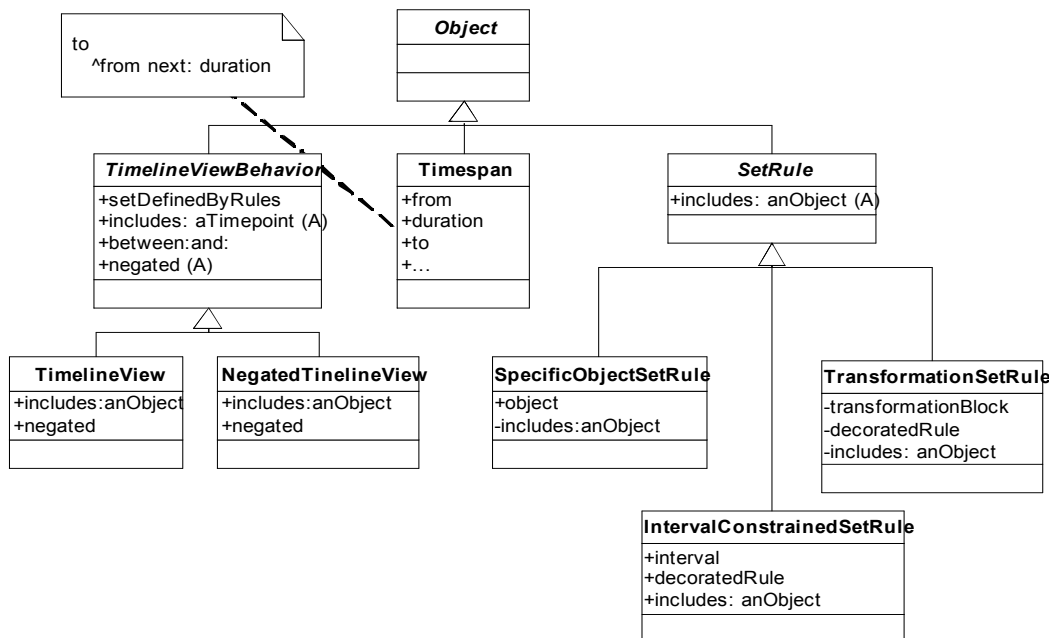 to
^from next: duration
Object
TimelineViewBehavior
+setDefinedByRules
+includes: aTimepoint (A)
+between:and:
+negated (A)
Timespan
+from
+duration
+to
+...
SetRule
+includes: anObject (A)
TimelineView
+includes:anObject
+negated
NegatedTinelineView
+includes:anObject
+negated
SpecificObjectSetRule
+object
-includes:anObject
TransformationSetRule
-transformationBlock
-decoratedRule
-includes: anObject
IntervalConstrainedSetRule
+interval
+decoratedRule
+includes: anObject